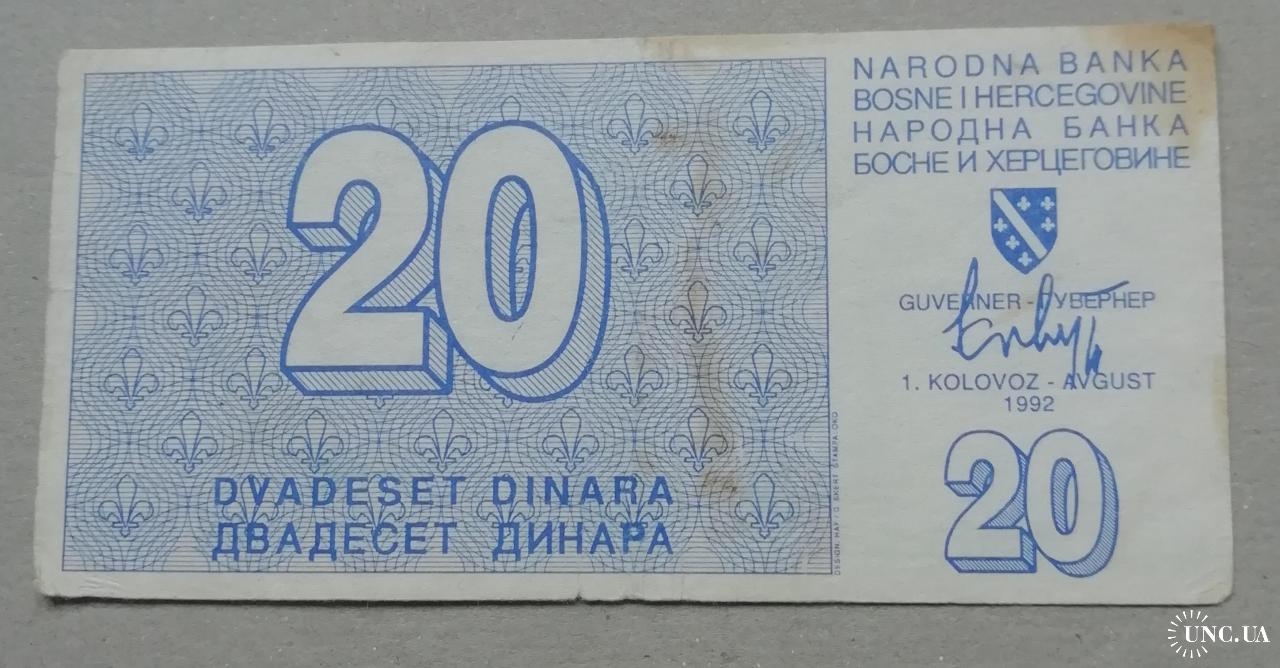 20
DVADESET DINARA
ДВАДЕСЕТ ДИНАРА
NARODNA BANKA
BOSNE I HERCEGOVINE
НАРОДНА БАНКА
БОСНЕ И ХЕРЦЕГОВИНЕ
GUVERNER - ГУВЕРНЕР
1. KOLOVOZ - AVGUST
1992
20
UNC.UA